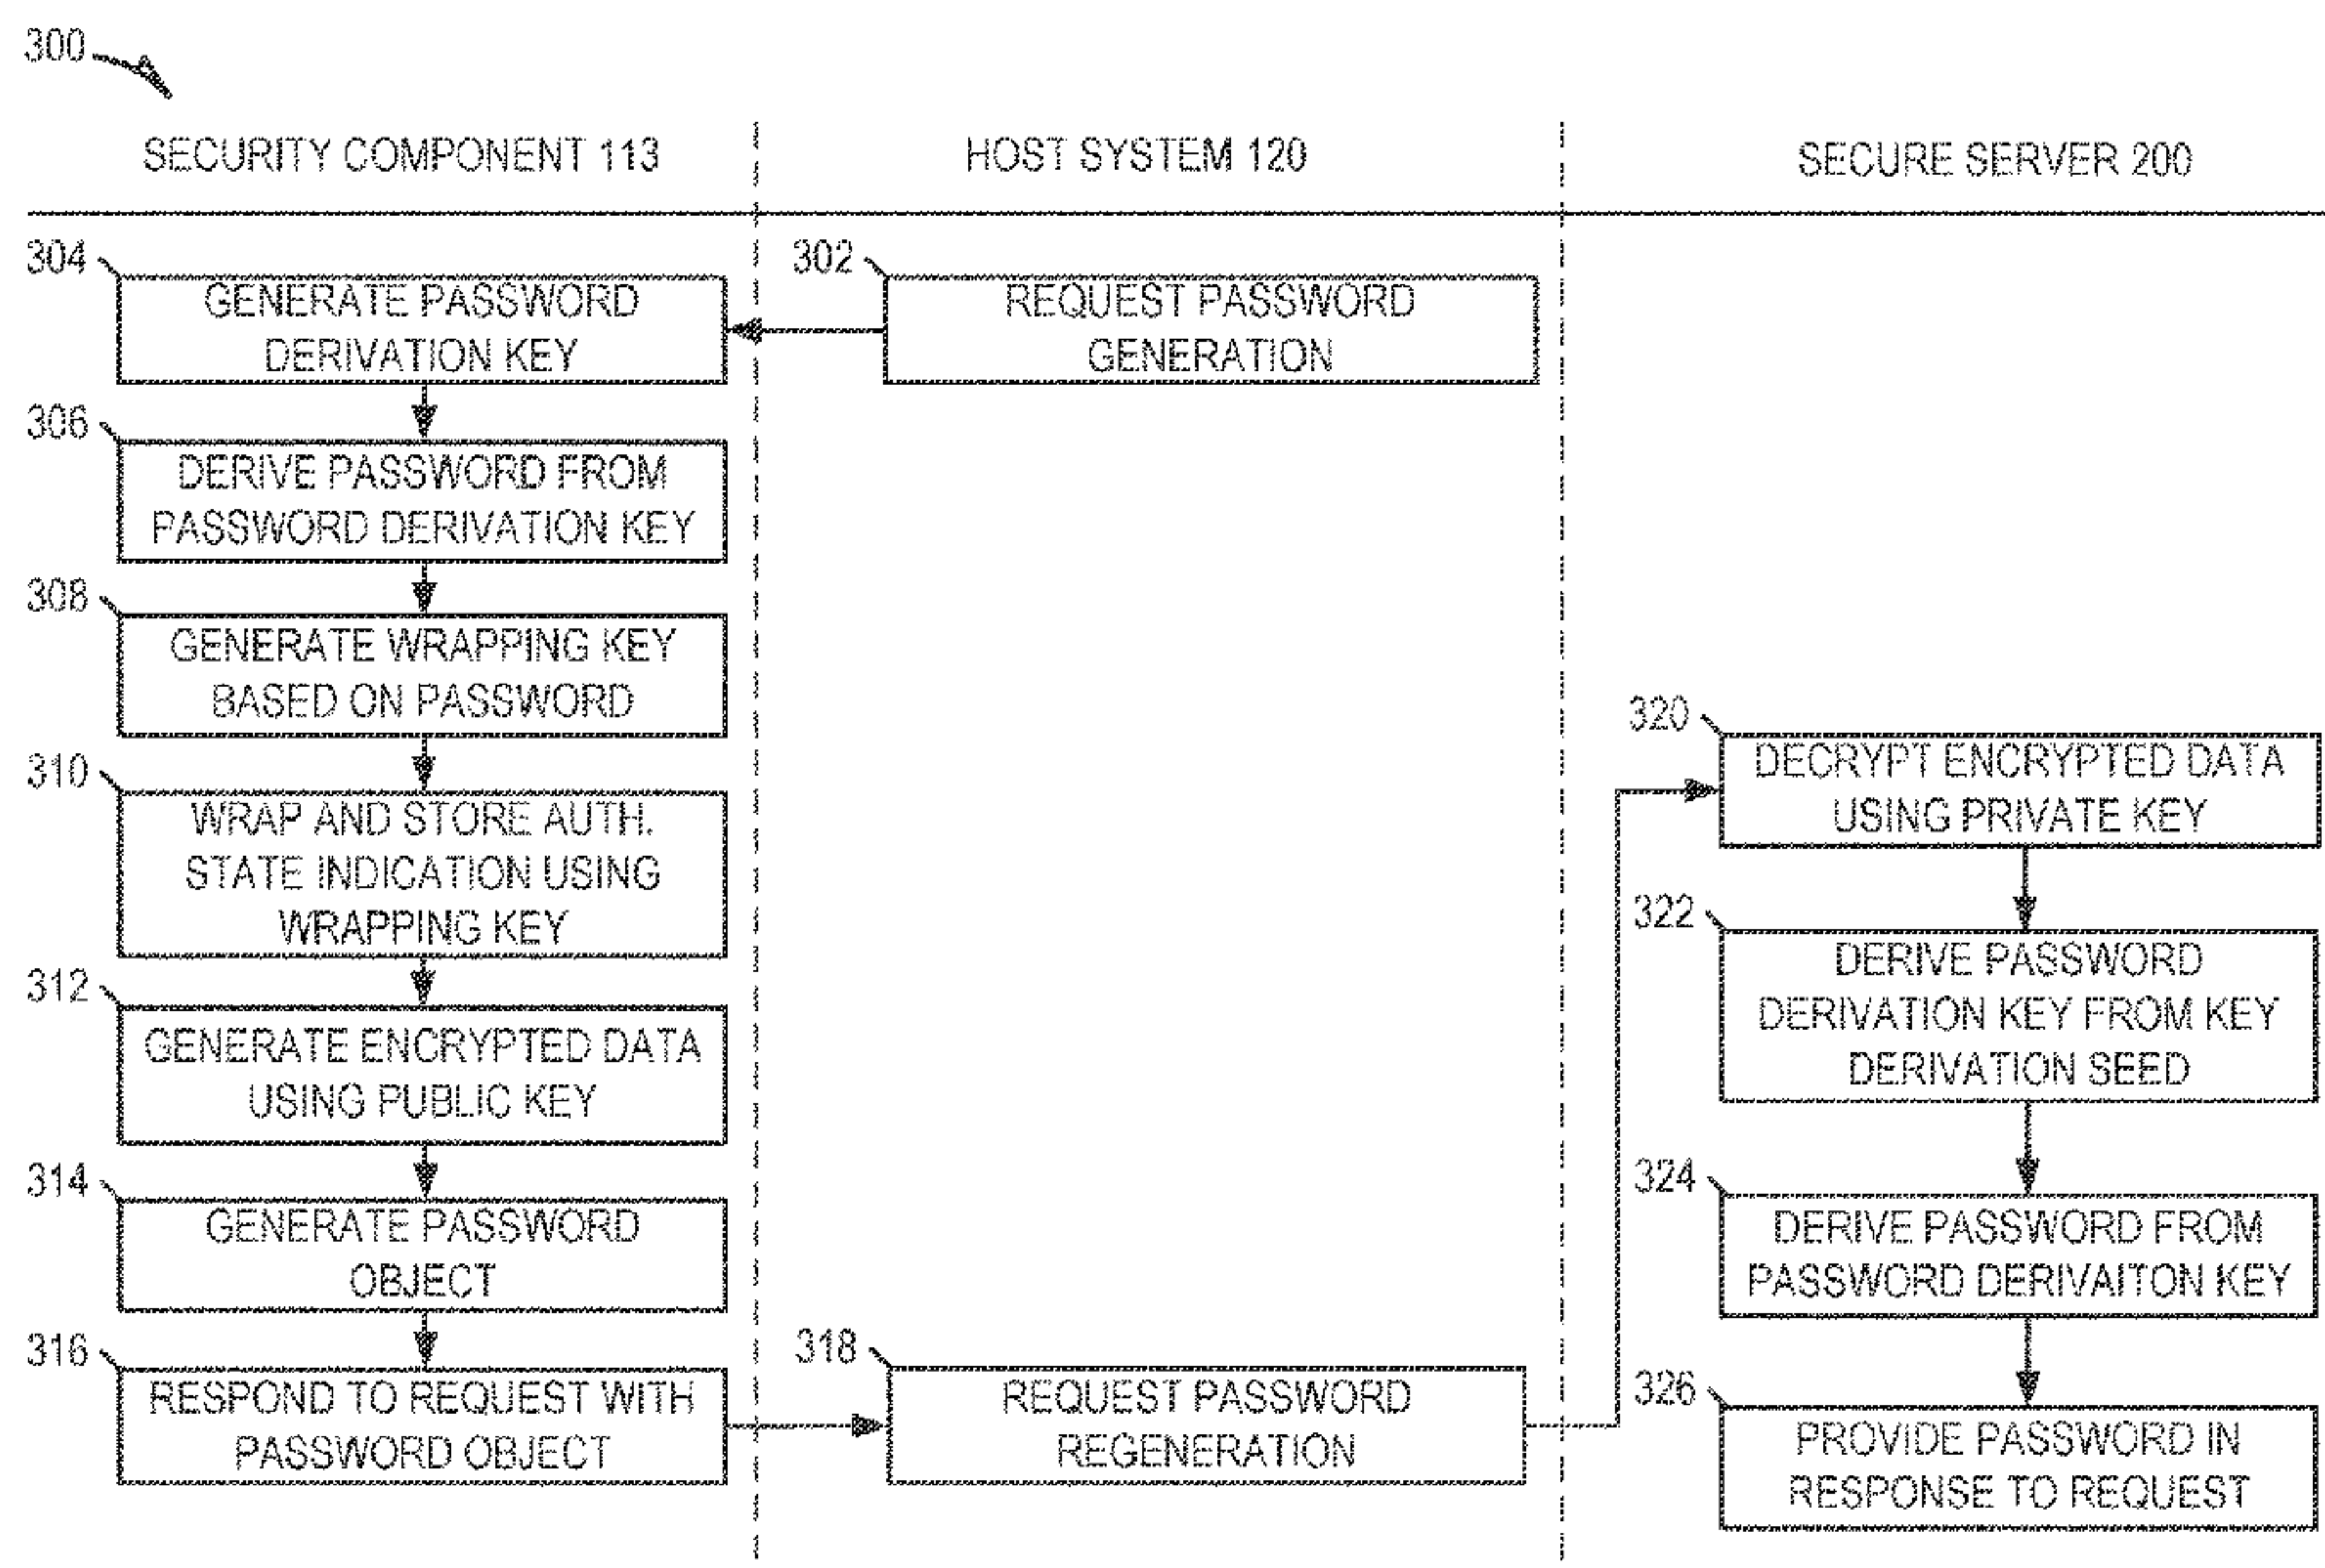 300
SECURITY COMPONENT 113
HOST SYSTEM 120
SECURE SERVER 200
304
GENERATE PASSWORD
DERIVATION KEY
302
REQUEST PASSWORD
GENERATION
306
DERIVE PASSWORD FROM
PASSWORD DERIVATION KEY
308
GENERATE WRAPPING KEY
BASED ON PASSWORD
310
WRAP AND STORE AUTH.
STATE INDICATION USING
WRAPPING KEY
312
GENERATE ENCRYPTED DATA
USING PUBLIC KEY
314
GENERATE PASSWORD
OBJECT
316
RESPOND TO REQUEST WITH
PASSWORD OBJECT
318
REQUEST PASSWORD
REGENERATION
320
DECRYPT ENCRYPTED DATA
USING PRIVATE KEY
322
DERIVE PASSWORD
DERIVATION KEY FROM KEY
DERIVATION SEED
324
DERIVE PASSWORD FROM
PASSWORD DERIVAITON KEY
326
PROVIDE PASSWORD IN
RESPONSE TO REQUEST